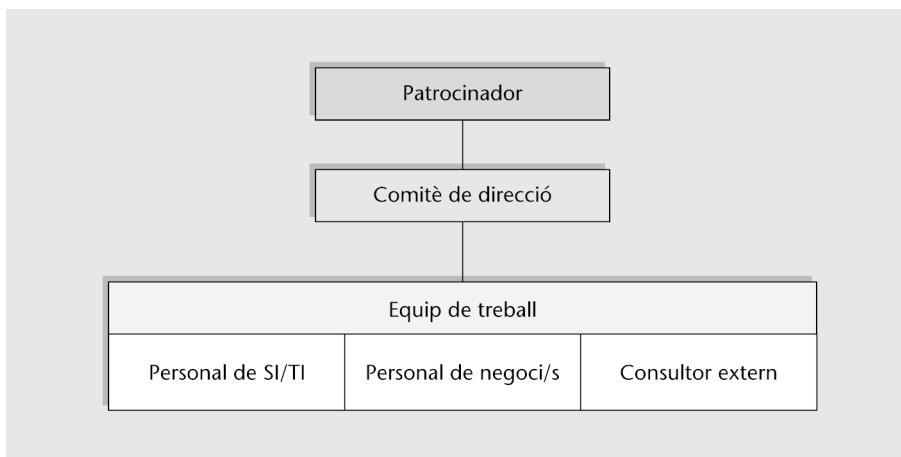 Patrocinador
Comitè de direcció
Equip de treball
Personal de SI/TI
Personal de negoci/s
Consultor extern